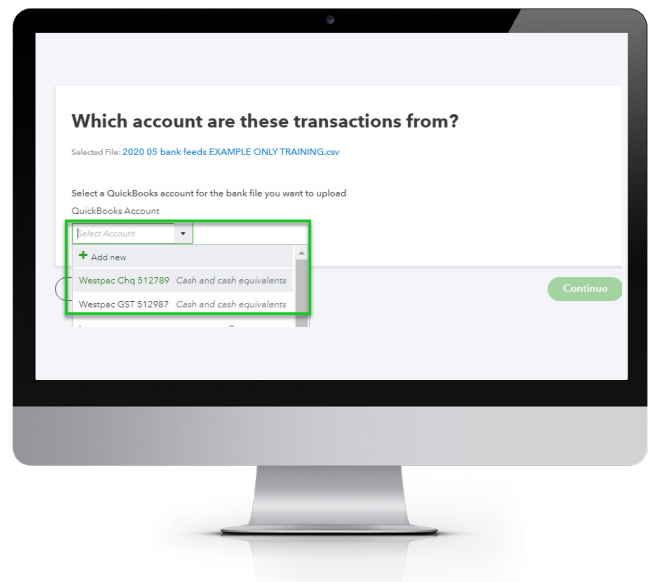 Which account are these transactions from?
Selected File: 2020 05 bank feeds EXAMPLE ONLY TRAINING.csv
Select a QuickBooks account for the bank file you want to upload
QuickBooks Account
Select Account
+ Add new
Westpac Chq 512789 Cash and cash equivalents
Westpac GST 512987 Cash and cash equivalents
Continue